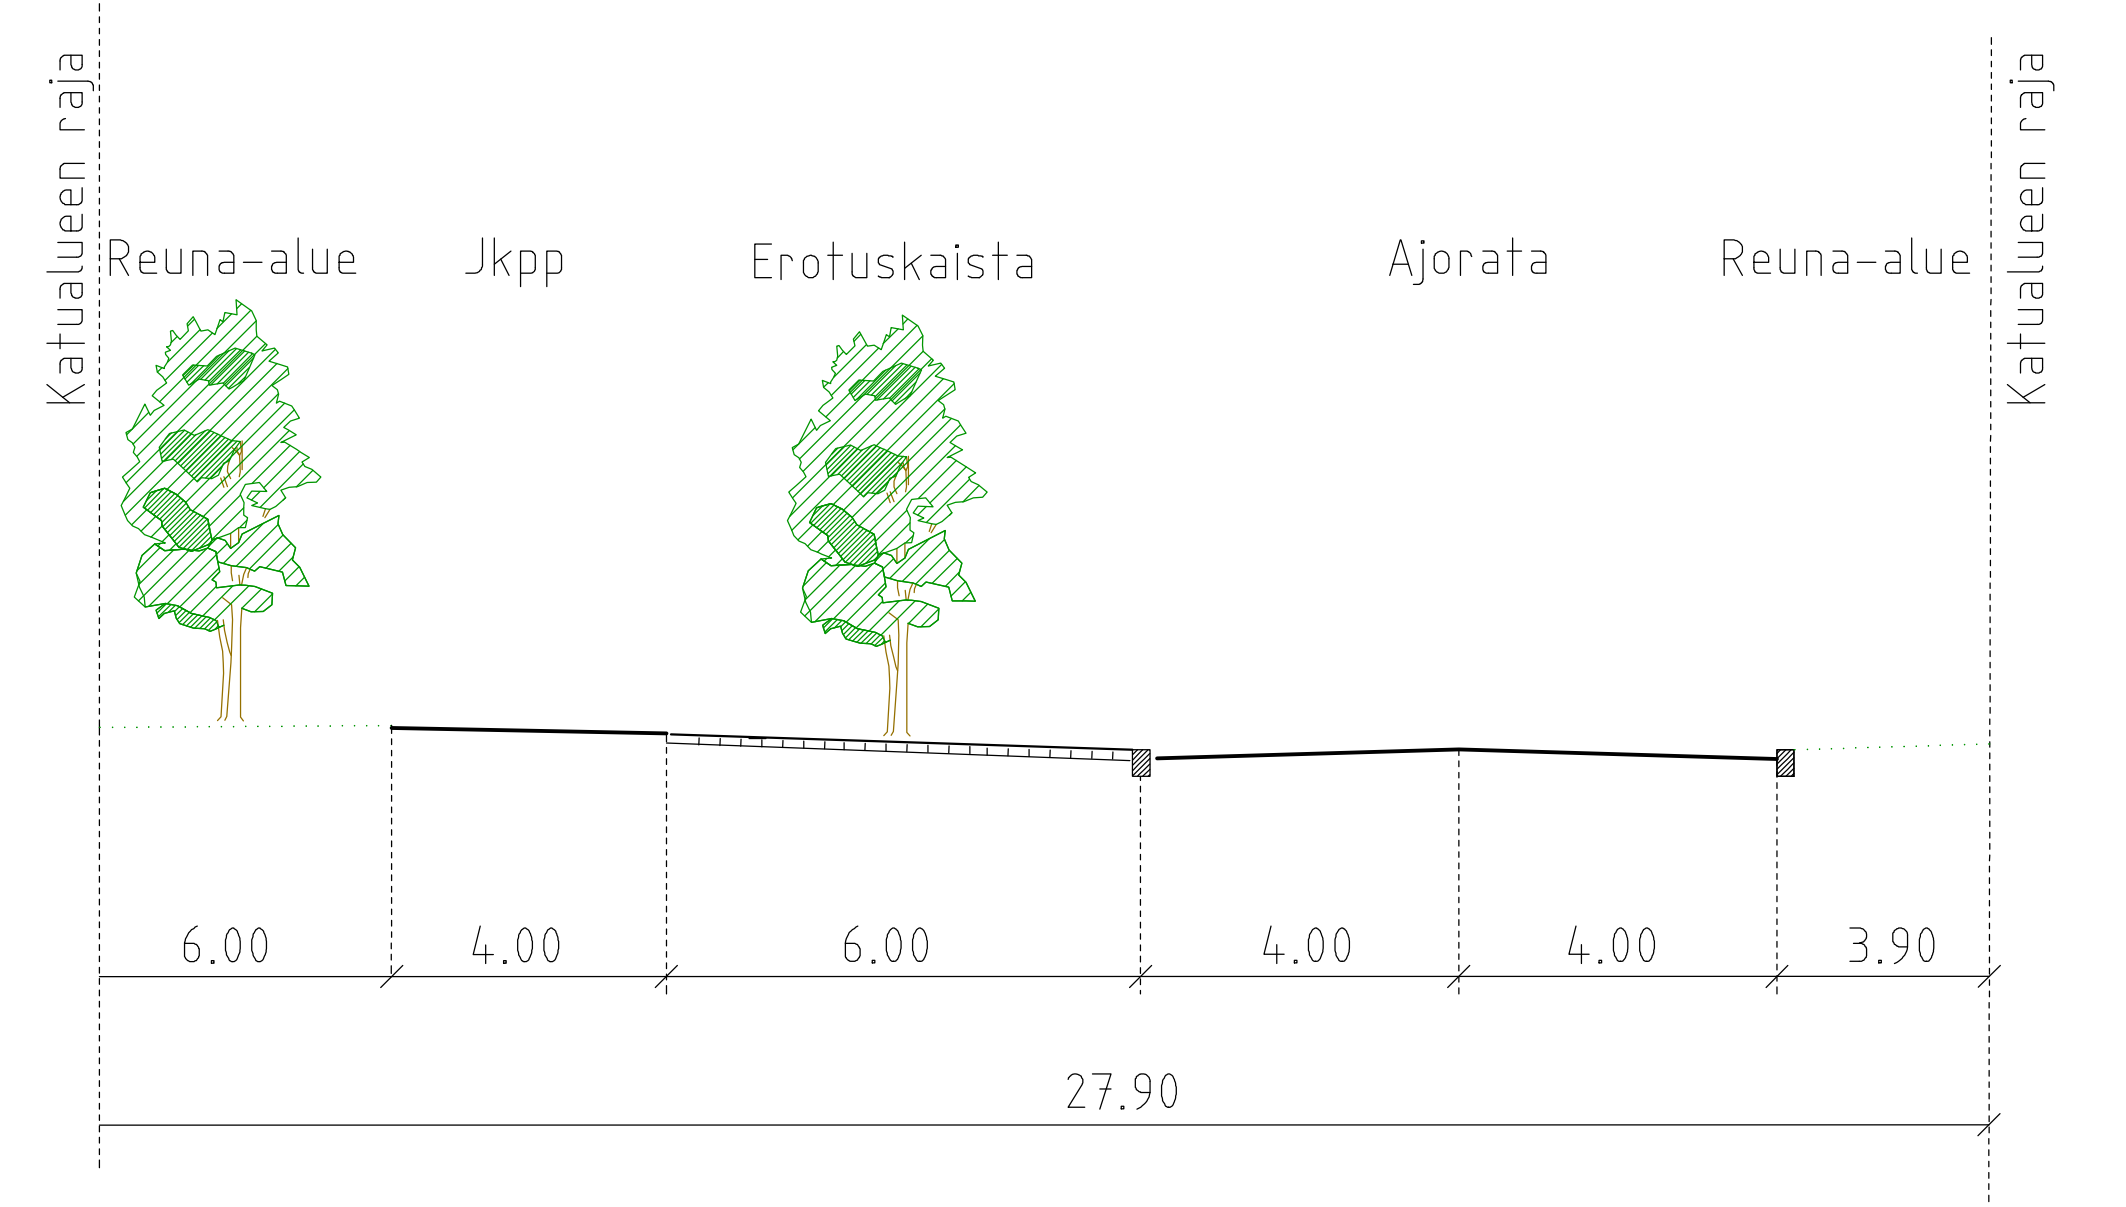 Katualueen raja
Reuna-alue
Jkpp
Erotuskaista
Ajorata
Reuna-alue
Katualueen raja
6.00
4.00
6.00
4.00
4.00
3.90
27.90